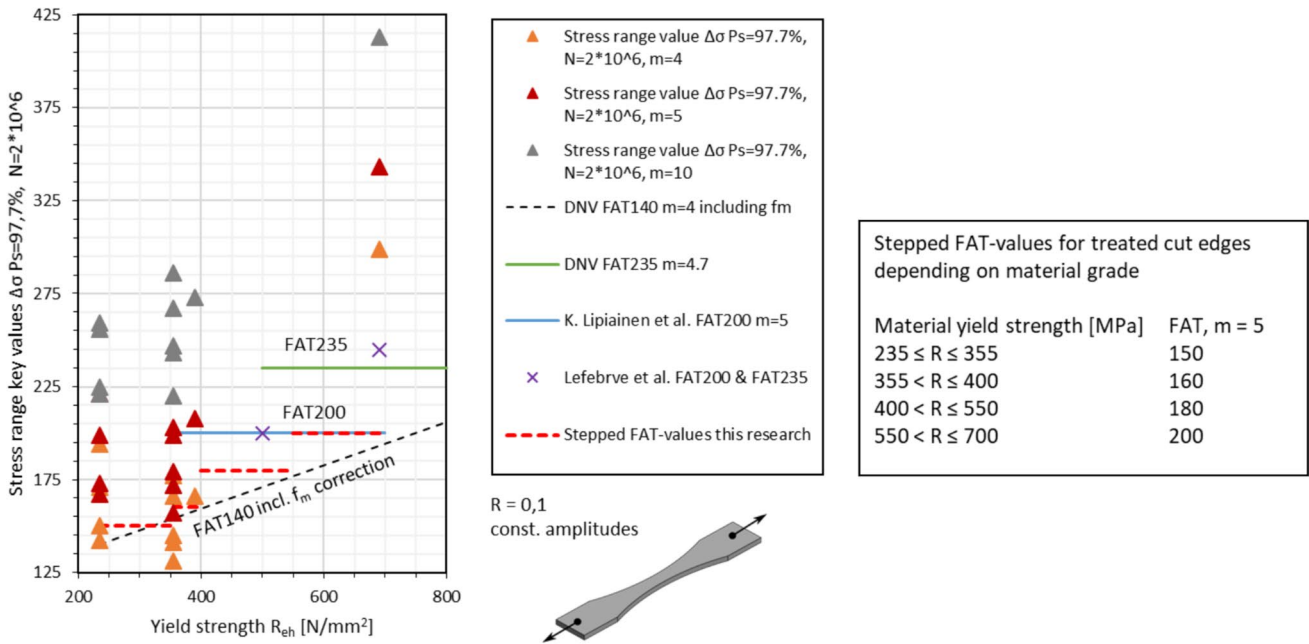 Stress range key values Δσ Ps=97,7%, N=2*10^6
425
375
325
275
225
175
125
200
400
600
800
Yield strength Reh [N/mm²]
FAT235
FAT200
FAT140 incl. fm correction
Stress range value Δσ Ps=97.7%,
N=2*10^6, m=4
Stress range value Δσ Ps=97.7%,
N=2*10^6, m=5
Stress range value Δσ Ps=97.7%,
N=2*10^6, m=10
DNV FAT140 m=4 including fm
DNV FAT235 m=4.7
K. Lipiainen et al. FAT200 m=5
Lefebrve et al. FAT200 & FAT235
Stepped FAT-values this research
R = 0,1
const. amplitudes
Stepped FAT-values for treated cut edges
depending on material grade
Material yield strength [MPa] FAT, m = 5
235 ≤ R ≤ 355 150
355 < R ≤ 400 160
400 < R ≤ 550 180
550 < R ≤ 700 200